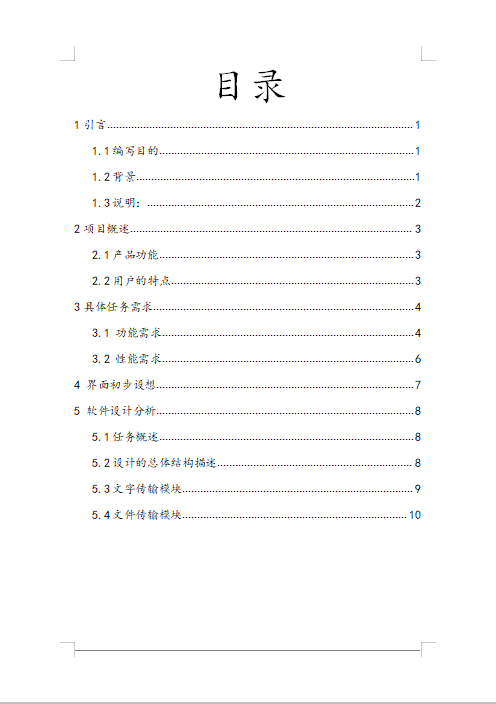 目录
1引言 1
1.1编写目的 1
1.2背景 1
1.3说明： 2
2项目概述 3
2.1产品功能 3
2.2用户的特点 3
3具体任务需求 4
3.1 功能需求 4
3.2 性能需求 6
4 界面初步设想 7
5 软件设计分析 8
5.1任务概述 8
5.2设计的总体结构描述 8
5.3文字传输模块 9
5.4文件传输模块 10